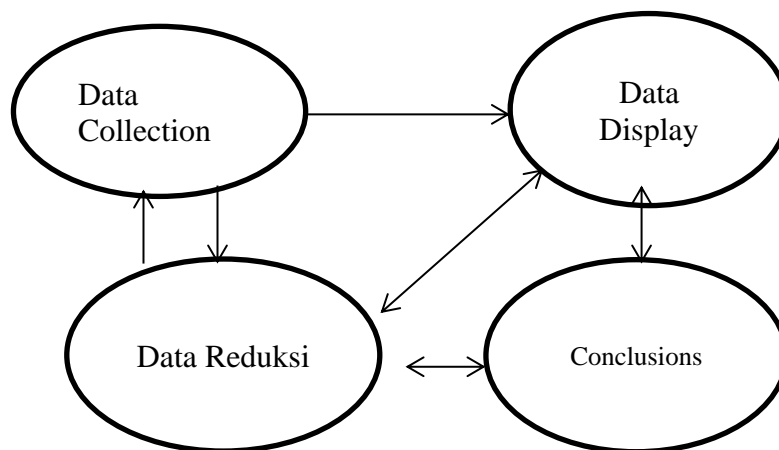 Data
Collection
Data
Display
Data Reduksi
Conclusions